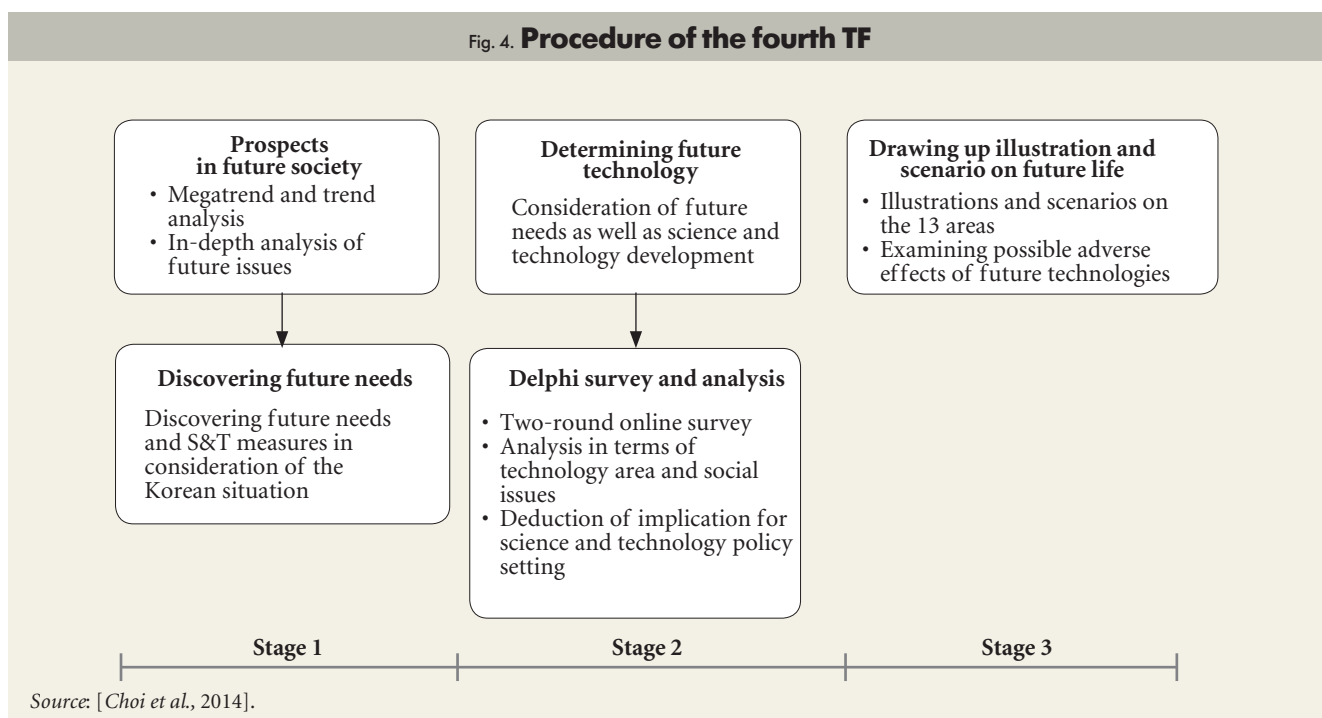 Fig. 4. Procedure of the fourth TF
Prospects
in future society
• Megatrend and trend
analysis
• In-depth analysis of
future issues
Discovering future needs
Discovering future needs
and S&T measures in
consideration of the
Korean situation
Determining future
technology
Consideration of future
needs as well as science and
technology development
Delphi survey and analysis
• Two-round online survey
• Analysis in terms of
technology area and social
issues
• Deduction of implication for
science and technology policy
setting
Drawing up illustration and
scenario on future life
• Illustrations and scenarios on
the 13 areas
• Examining possible adverse
effects of future technologies
Stage 1
Stage 2
Stage 3
Source: [Choi et al., 2014].